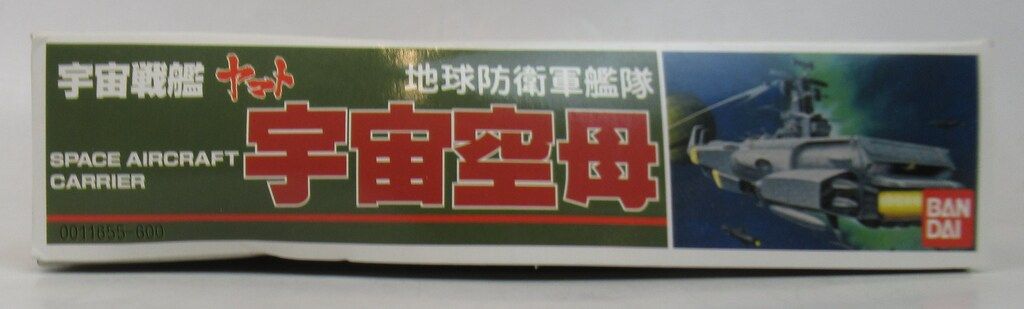 宇宙戦艦 ヤマト
地球防衛軍艦隊
宇宙空母
SPACE AIRCRAFT
CARRIER
0011655-600
BAN
DAI